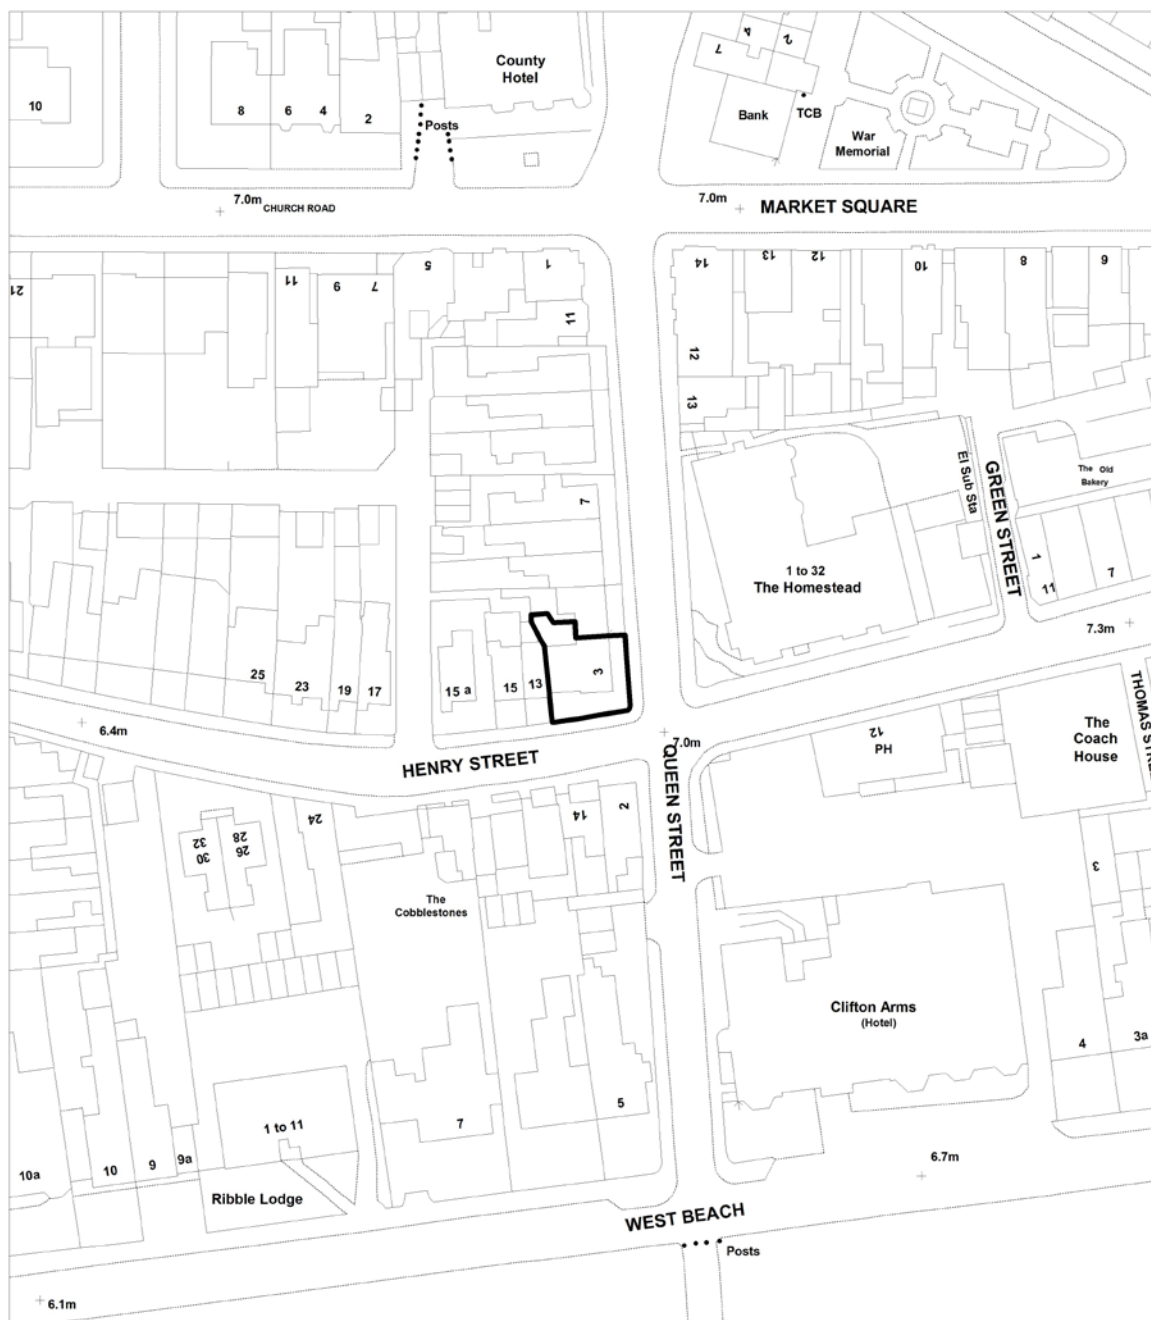 County
Hotel
4
2
7
10
8
6
4
2
Posts
Bank
TCB
War
Memorial
7.0m
CHURCH ROAD
7.0m
MARKET SQUARE
21
11
9
7
5
1
11
14
13
12
10
8
6
12
13
7
El Sub Sta
GREEN STREET
The Old
Bakery
1 to 32
The Homestead
1
11
7
7.3m
25
23
19
17
15 a
15
13
3
6.4m
HENRY STREET
7.0m
QUEEN STREET
12
PH
The
Coach
House
THOMAS STRE
32
30
28
26
24
14
2
The
Cobblestones
3
Clifton Arms
(Hotel)
4
3a
5
7
1 to 11
10a
10
9
9a
Ribble Lodge
6.7m
WEST BEACH
Posts
6.1m